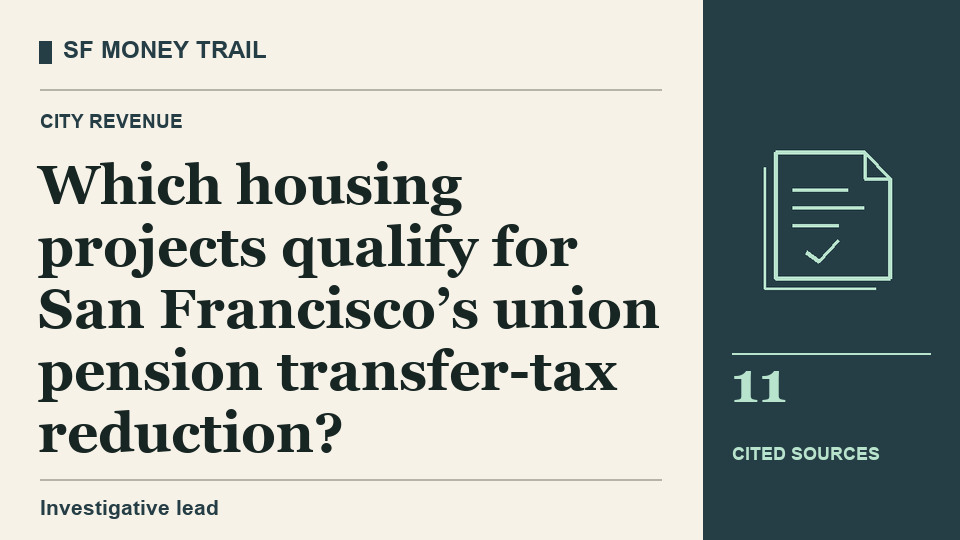 SF MONEY TRAIL
CITY REVENUE
Which housing
projects qualify for
San Francisco’s union
pension transfer-tax
reduction?
Investigative lead
11
CITED SOURCES